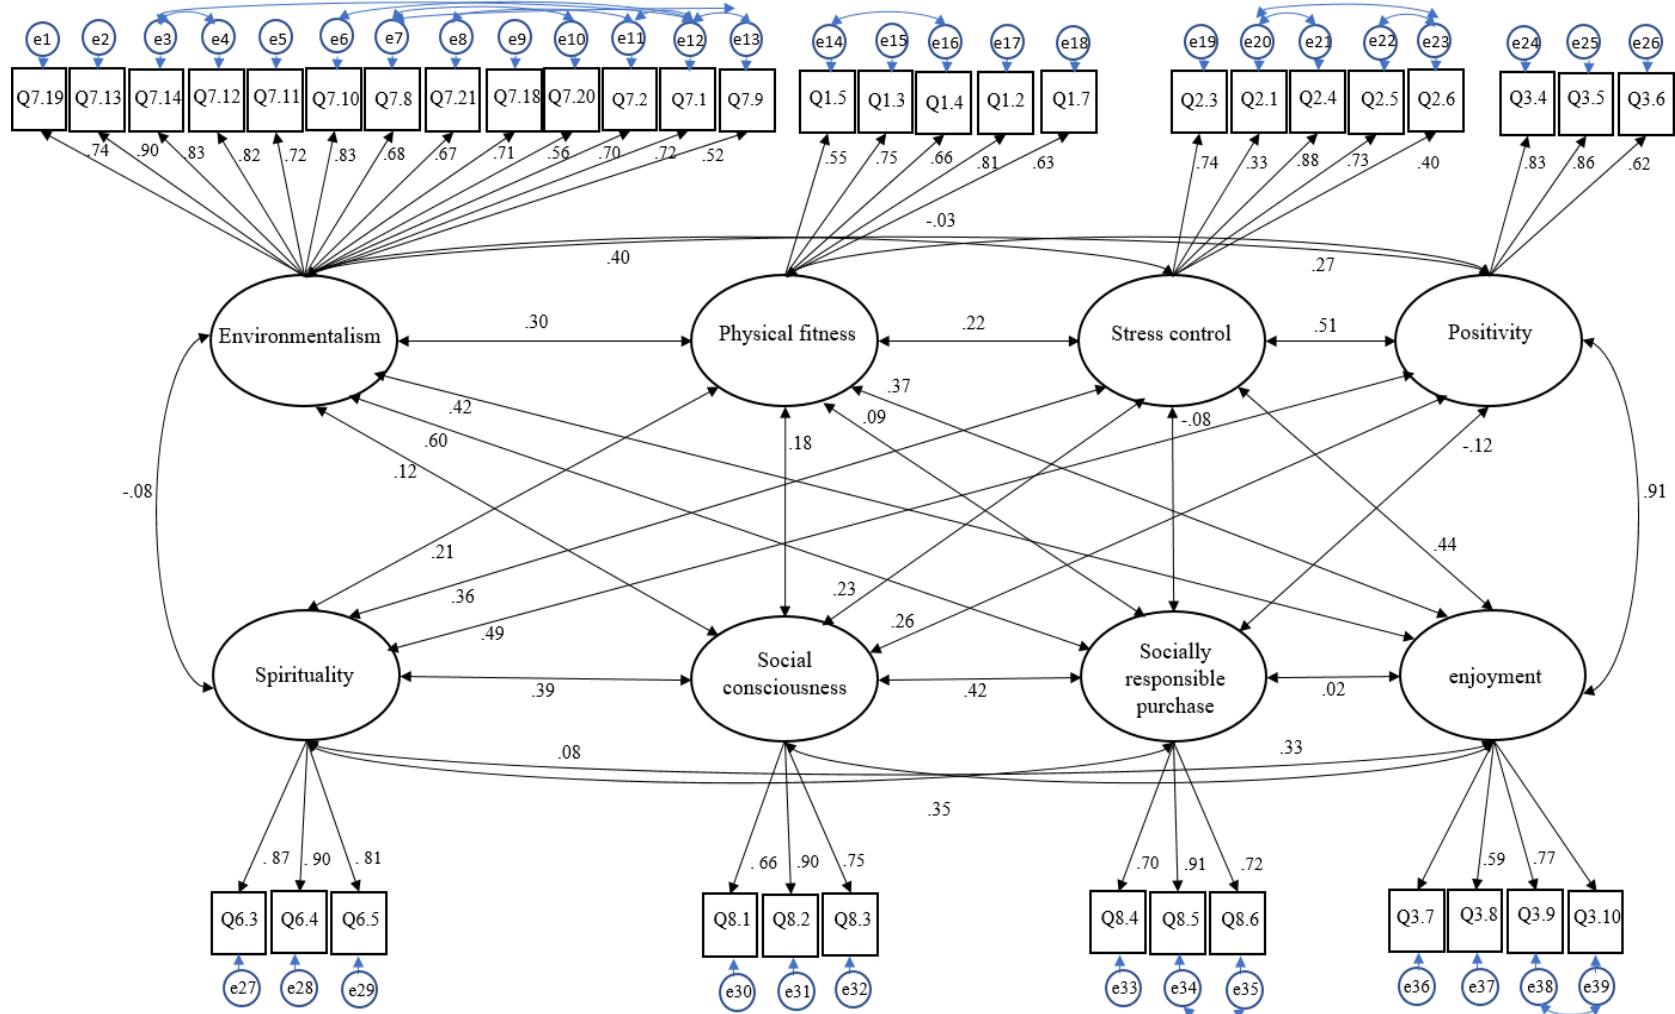 e1 e2 e3 e4 e5 e6 e7 e8 e9 e10 e11 e12 e13 e14 e15 e16 e17 e18 e19 e20 e21 e22 e23 e24 e25 e26
Q7.19 Q7.13 Q7.14 Q7.12 Q7.11 Q7.10 Q7.8 Q7.21 Q7.18 Q7.20 Q7.2 Q7.1 Q7.9 Q1.5 Q1.3 Q1.4 Q1.2 Q1.7 Q2.3 Q2.1 Q2.4 Q2.5 Q2.6 Q3.4 Q3.5 Q3.6
.74 .90 .83 .82 .72 .83 .68 .67 .71 .56 .70 .72 .52 .55 .75 .66 .81 .63 .74 .33 .88 .73 .40 .83 .86 .62
-.03
.40 .27
Environmentalism .30 Physical fitness .22 Stress control .51 Positivity
.42 .37
.60 .09 -.08
.12 .18 -.12
-.08 .91
.21 .44
.36 .23
.49 .26
Spirituality
.39
Social
consciousness
.42
Socially
responsible
purchase
.02
enjoyment
.08 .33
.35
. 87 . 90 . 81 . 66 .90 .75 .70 .91 .72 .59 .77
Q6.3 Q6.4 Q6.5 Q8.1 Q8.2 Q8.3 Q8.4 Q8.5 Q8.6 Q3.7 Q3.8 Q3.9 Q3.10
e27 e28 e29 e30 e31 e32 e33 e34 e35 e36 e37 e38 e39